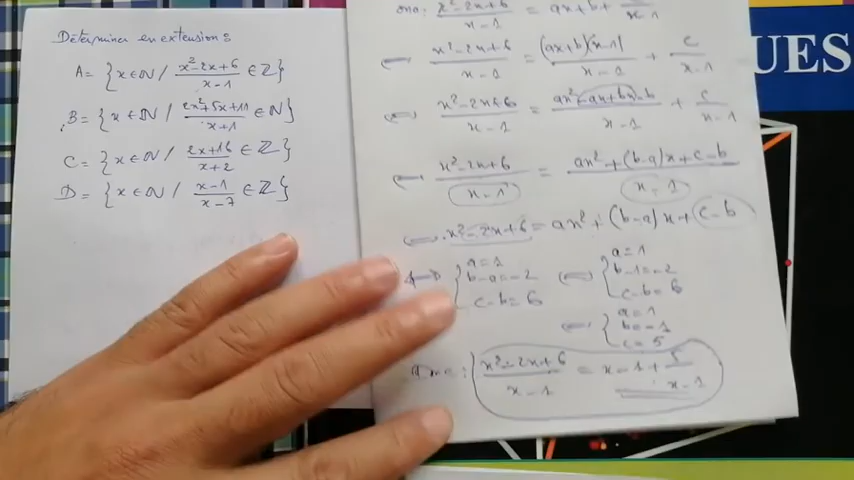 Déterminer en extension :
A = { x ∈ ℕ / (x²-2x+6)/(x-1) ∈ ℤ }
B = { x ∈ ℕ / (2x²+5x+11)/(x+1) ∈ ℕ }
C = { x ∈ ℕ / (2x+16)/(x+2) ∈ ℤ }
D = { x ∈ ℕ / (x-1)/(x-7) ∈ ℤ }
ona : (x²-2x+6)/(x-1) = ax+b+ /(x-1)
⟺ (x²-2x+6)/(x-1) = (ax+b)(x-1)/(x-1) + c/(x-1)
⟺ (x²-2x+6)/(x-1) = (ax²-ax+bx-b)/(x-1) + c/(x-1)
⟺ (x²-2x+6)/(x-1) = (ax²+(b-a)x+c-b)/(x-1)
⟺ x²-2x+6 = ax²+(b-a)x+c-b
⟺ { a=1 ⟺ { a=1
b-a=-2 b-1=-2
c-b=6 c-b=6
⟺ { a=1
b=-1
c=5
Donc : (x²-2x+6)/(x-1) = x-1+5/(x-1)
UES